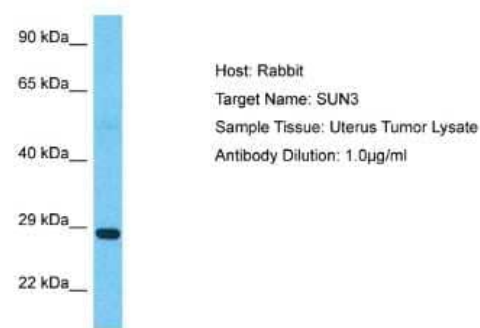 90 kDa
65 kDa
40 kDa
29 kDa
22 kDa
Host: Rabbit
Target Name: SUN3
Sample Tissue: Uterus Tumor Lysate
Antibody Dilution: 1.0µg/ml